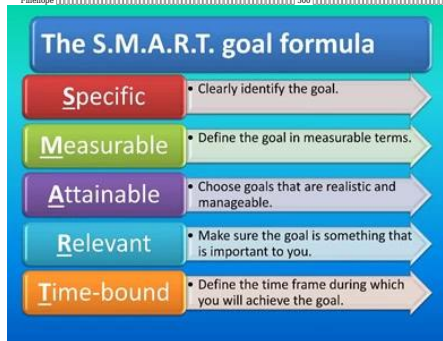 The S.M.A.R.T. goal formula
Specific
• Clearly identify the goal.
Measurable
• Define the goal in measurable terms.
Attainable
• Choose goals that are realistic and
manageable.
Relevant
• Make sure the goal is something that
is important to you.
Time-bound
• Define the time frame during which
you will achieve the goal.